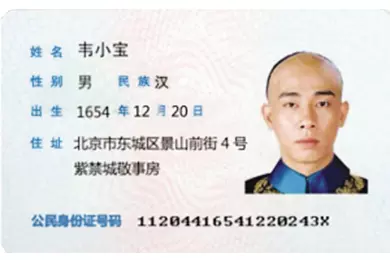 姓名 韦小宝
性别 男 民族 汉
出生 1654 年 12 月 20 日
住址 北京市东城区景山前街 4 号
紫禁城敬事房
公民身份证号码 11204416541220243X